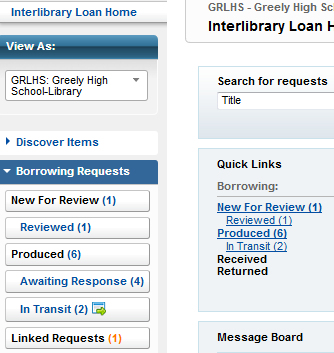 Interlibrary Loan Home
View As:
GRLHS: Greely High
School-Library
Discover Items
Borrowing Requests
New For Review (1)
Reviewed (1)
Produced (6)
Awaiting Response (4)
In Transit (2)
Linked Requests (1)
GRLHS - Greely High Sc
Interlibrary Loan H
Search for requests
Title
Quick Links
Borrowing:
New For Review (1)
Reviewed (1)
Produced (6)
In Transit (2)
Received
Returned
Message Board